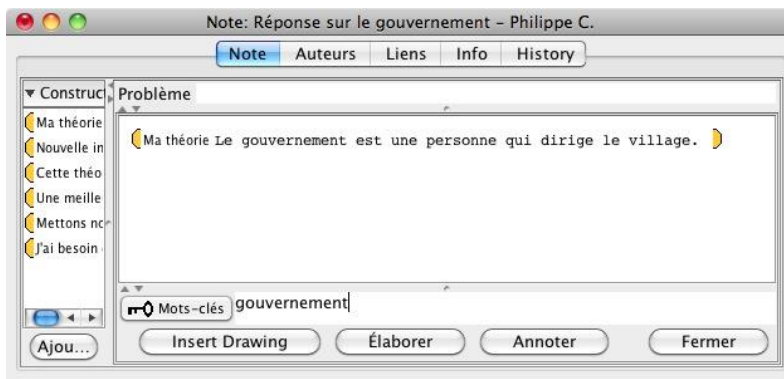 Note: Réponse sur le gouvernement – Philippe C.
Note Auteurs Liens Info History
Construc
Problème
Ma théorie
Nouvelle in
Cette théo
Une meille
Mettons no
J'ai besoin
Ma théorie Le gouvernement est une personne qui dirige le village.
Mots-clés gouvernement
Ajou...
Insert Drawing Élaborer Annoter Fermer